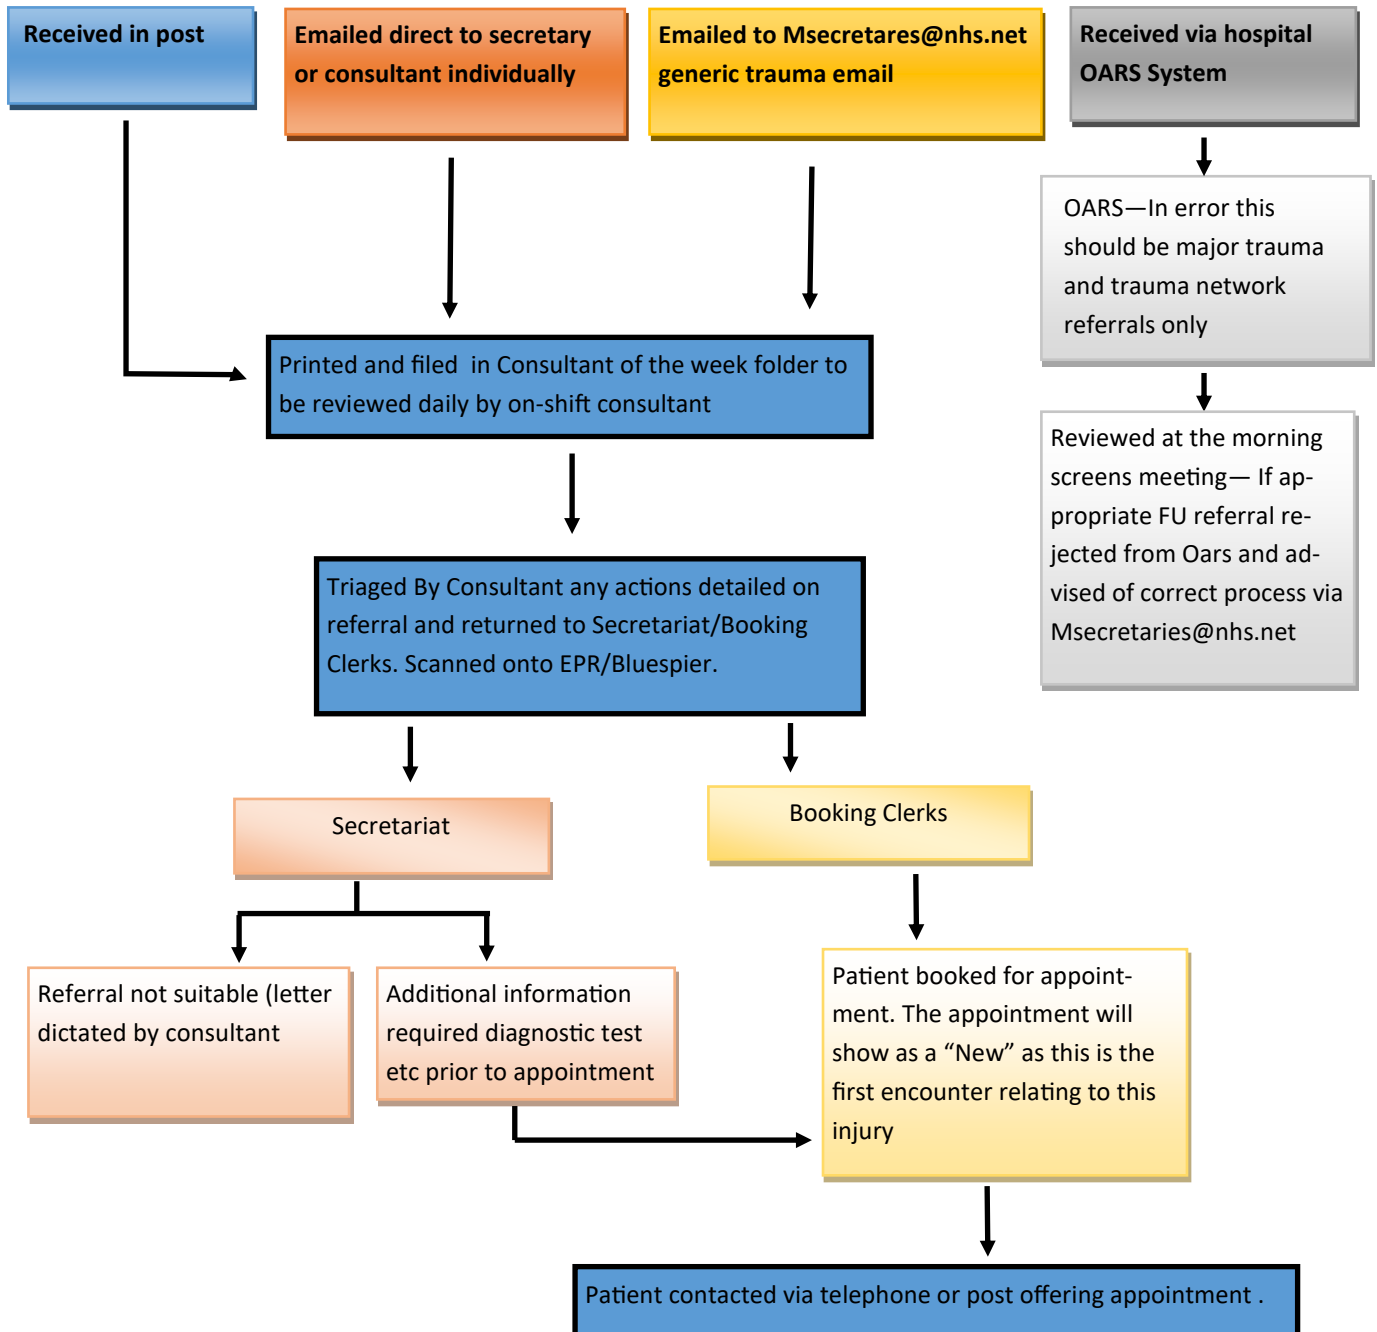 Received in post
Emailed direct to secretary
or consultant individually
Emailed to Msecretares@nhs.net
generic trauma email
Received via hospital
OARS System
OARS—In error this
should be major trauma
and trauma network
referrals only
Printed and filed  in Consultant of the week folder to
be reviewed daily by on-shift consultant
Reviewed at the morning
screens meeting— If ap-
propriate FU referral re-
jected from Oars and ad-
vised of correct process via
Msecretaries@nhs.net
Triaged By Consultant any actions detailed on
referral and returned to Secretariat/Booking
Clerks. Scanned onto EPR/Bluespier.
Secretariat
Booking Clerks
Referral not suitable (letter
dictated by consultant
Additional information
required diagnostic test
etc prior to appointment
Patient booked for appoint-
ment. The appointment will
show as a “New” as this is the
first encounter relating to this
injury
Patient contacted via telephone or post offering appointment .